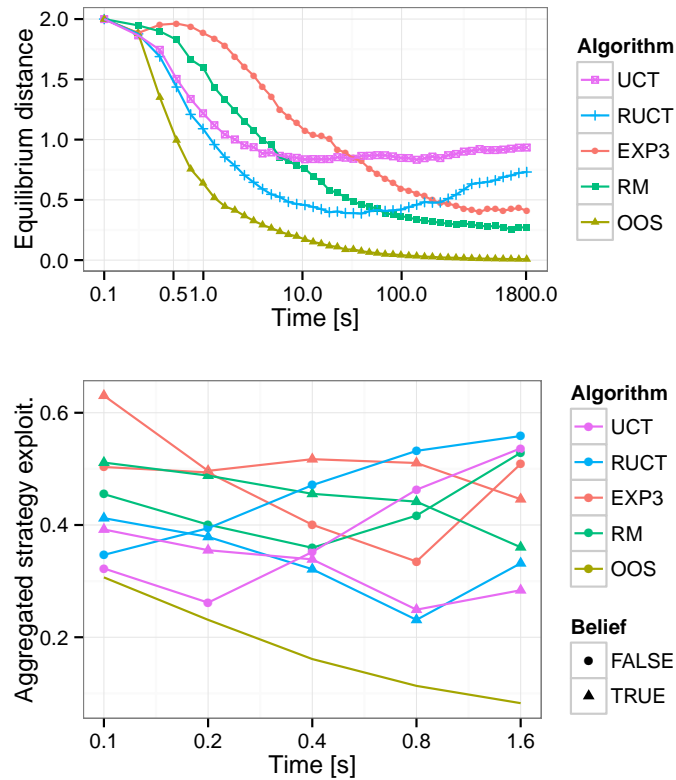 Equilibrium distance
2.0
1.5
1.0
0.5
0.0
0.1
0.5
1.0
10.0
100.0
1800.0
Time [s]
Algorithm
UCT
RUCT
EXP3
RM
OOS
Aggregated strategy exploit.
0.6
0.4
0.2
0.1
0.2
0.4
0.8
1.6
Time [s]
Algorithm
UCT
RUCT
EXP3
RM
OOS
Belief
FALSE
TRUE